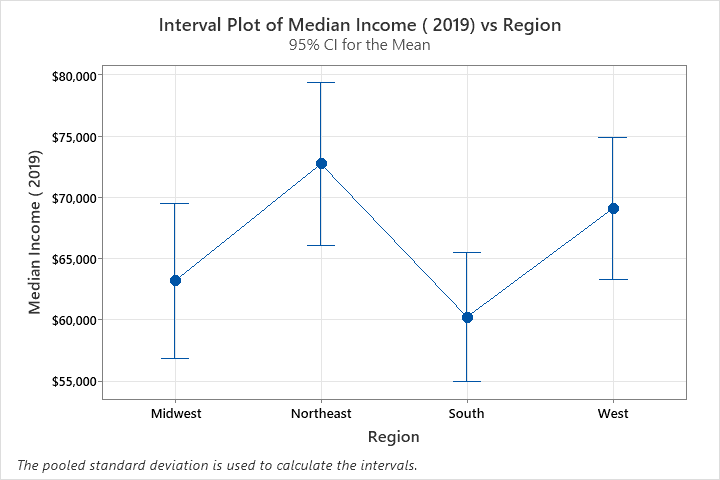 Interval Plot of Median Income ( 2019) vs Region
95% CI for the Mean
$80,000
$75,000
$70,000
$65,000
$60,000
$55,000
Median Income ( 2019)
Midwest Northeast South West
Region
The pooled standard deviation is used to calculate the intervals.